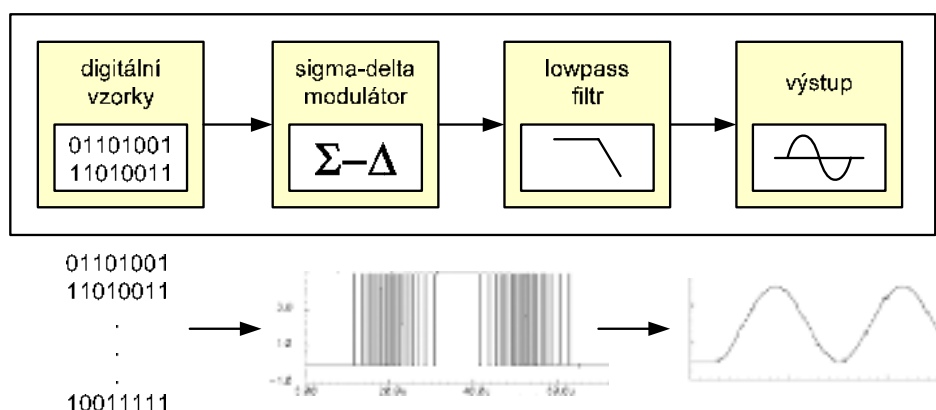 digitální
vzorky
01101001
11010011
sigma-delta
modulátor
Σ–Δ
lowpass
filtr
výstup
01101001
11010011
.
.
.
10011111